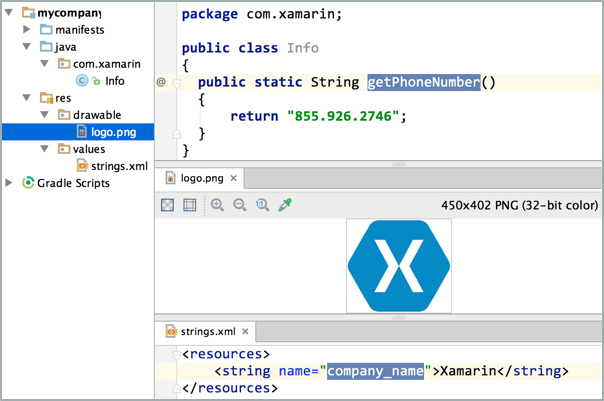 mycompany
manifests
java
com.xamarin
Info
res
drawable
logo.png
values
strings.xml
Gradle Scripts
package com.xamarin;
public class Info
{
@ public static String getPhoneNumber()
{
return "855.926.2746";
}
}
logo.png
450x402 PNG (32-bit color)
X
strings.xml
<resources>
<string name="company_name">Xamarin</string>
</resources>